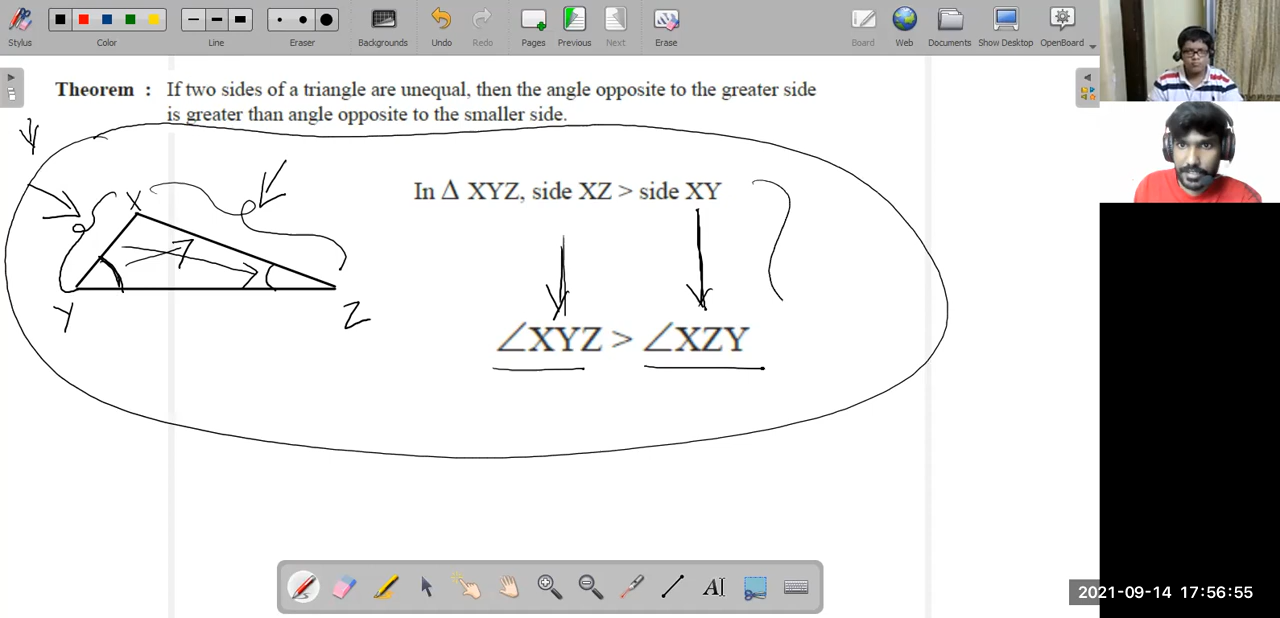 Stylus Color Line Eraser Backgrounds Undo Redo Pages Previous Next Erase Board Web Documents Show Desktop OpenBoard
Theorem : If two sides of a triangle are unequal, then the angle opposite to the greater side
is greater than angle opposite to the smaller side.
In Δ XYZ, side XZ > side XY
X
Y
Z
∠XYZ > ∠XZY
2021-09-14 17:56:55